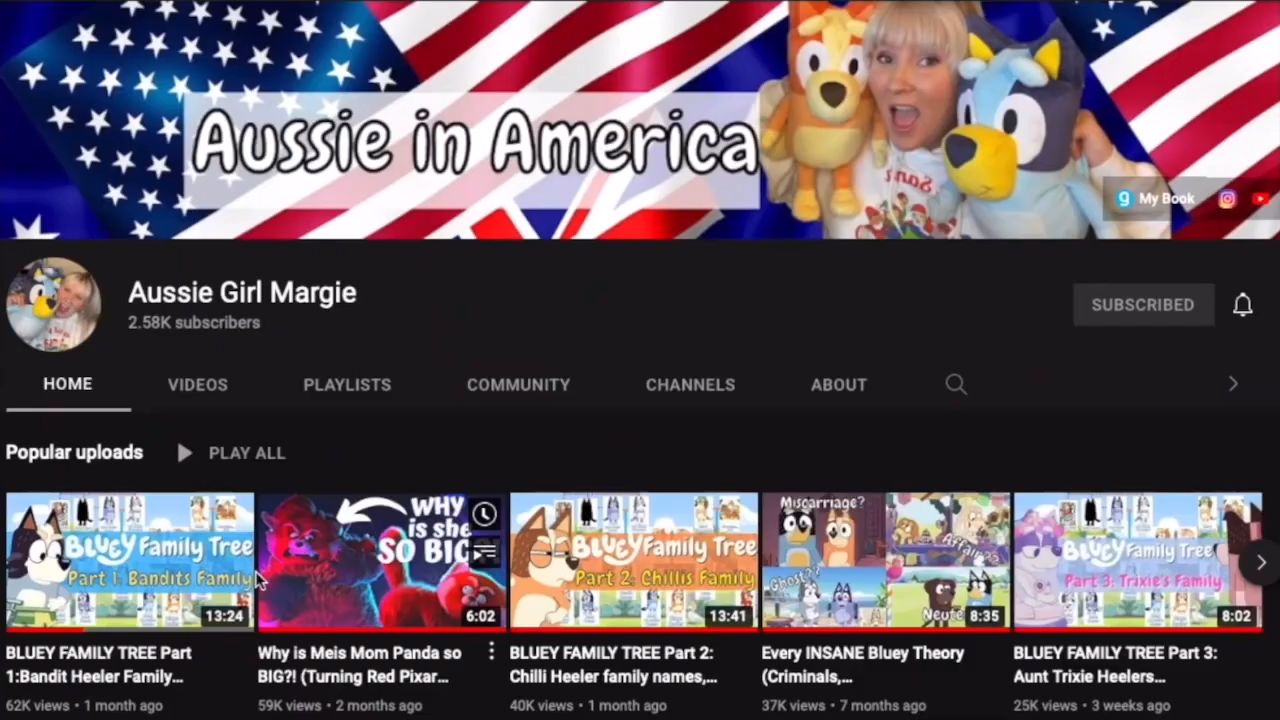 Aussie in America
My Book
Aussie Girl Margie
2.58K subscribers
SUBSCRIBED
HOME
VIDEOS
PLAYLISTS
COMMUNITY
CHANNELS
ABOUT
Popular uploads
PLAY ALL
BLUEY Family Tree
Part 1: Bandits Family
13:24
WHY
is she
SO BIG
6:02
BLUEY Family Tree
Part 2: Chillis Family
13:41
Miscarriage?
Affair??
Ghost??
Neute
8:35
BLUEY Family Tree
Part 3: Trixie's Family
8:02
BLUEY FAMILY TREE Part
1:Bandit Heeler Family...
62K views • 1 month ago
Why is Meis Mom Panda so
BIG?! (Turning Red Pixar...
59K views • 2 months ago
BLUEY FAMILY TREE Part 2:
Chilli Heeler family names,...
40K views • 1 month ago
Every INSANE Bluey Theory
(Criminals,...
37K views • 7 months ago
BLUEY FAMILY TREE Part 3:
Aunt Trixie Heelers...
25K views • 3 weeks ago